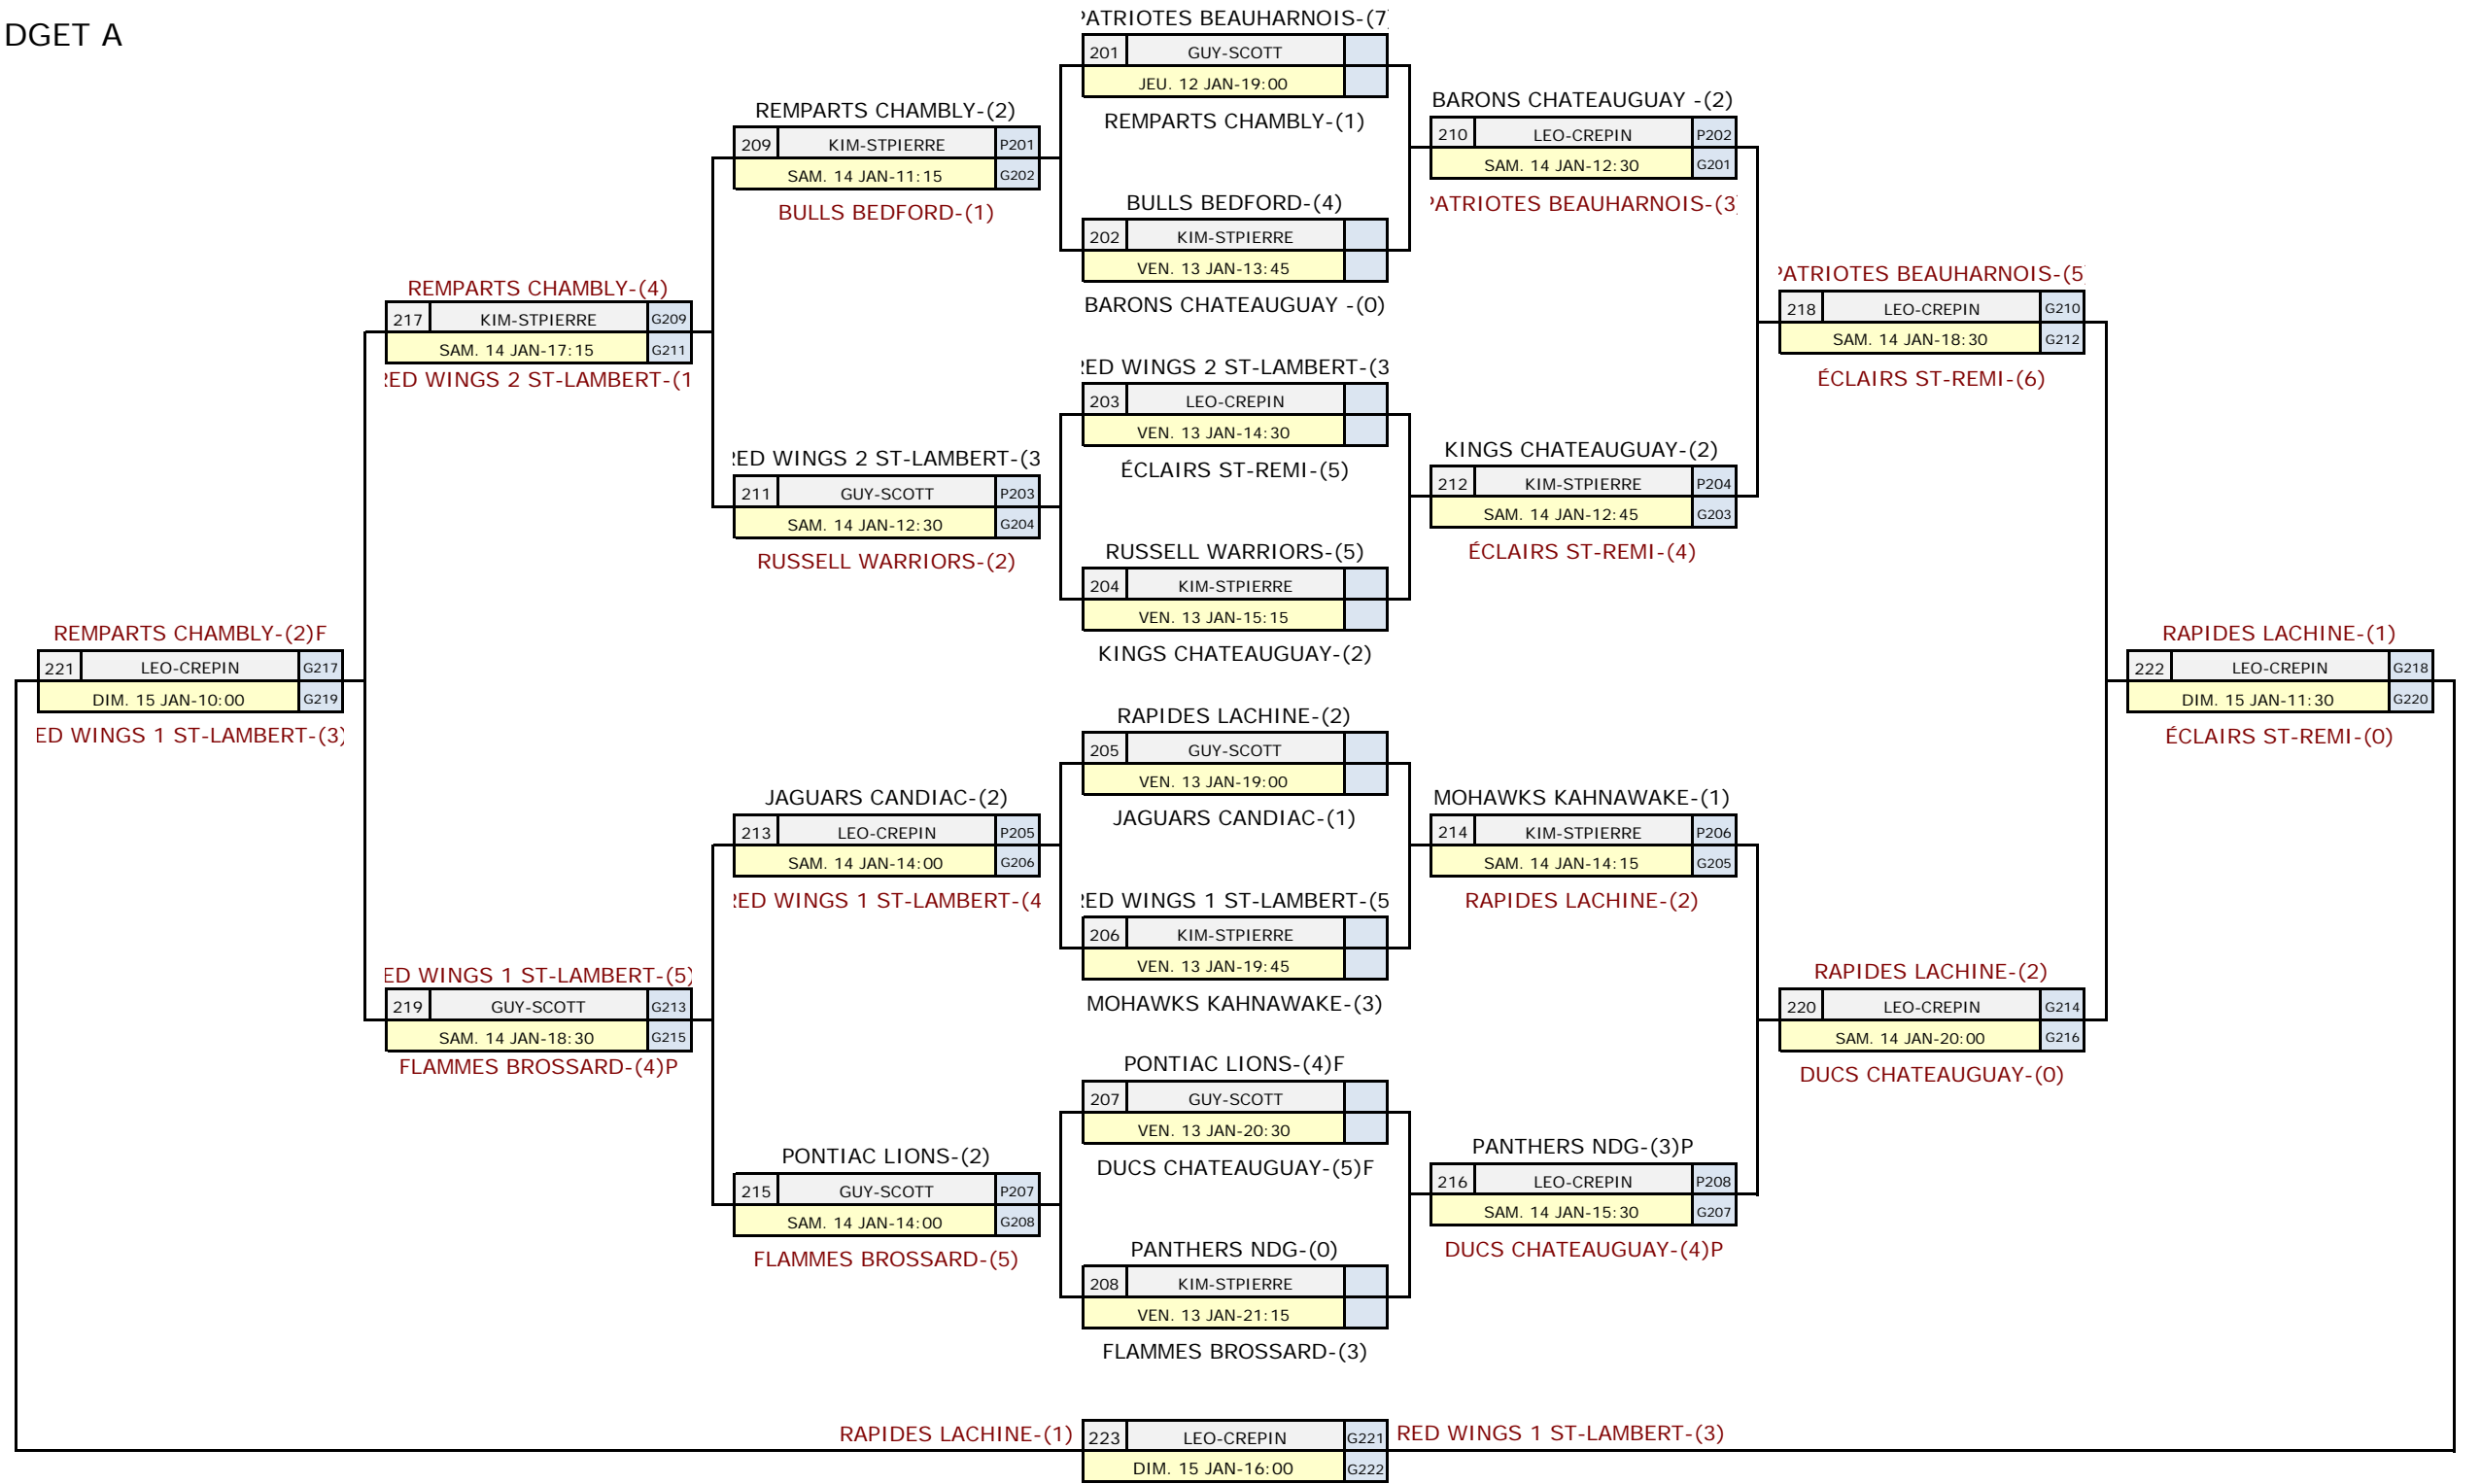 DGET A
PATRIOTES BEAUHARNOIS-(7)
201 GUY-SCOTT
JEU. 12 JAN-19:00
REMPARTS CHAMBLY-(1)
BULLS BEDFORD-(4)
202 KIM-STPIERRE
VEN. 13 JAN-13:45
BARONS CHATEAUGUAY -(0)
RED WINGS 2 ST-LAMBERT-(3
203 LEO-CREPIN
VEN. 13 JAN-14:30
ÉCLAIRS ST-REMI-(5)
RUSSELL WARRIORS-(5)
204 KIM-STPIERRE
VEN. 13 JAN-15:15
KINGS CHATEAUGUAY-(2)
RAPIDES LACHINE-(2)
205 GUY-SCOTT
VEN. 13 JAN-19:00
JAGUARS CANDIAC-(1)
RED WINGS 1 ST-LAMBERT-(5
206 KIM-STPIERRE
VEN. 13 JAN-19:45
MOHAWKS KAHNAWAKE-(3)
PONTIAC LIONS-(4)F
207 GUY-SCOTT
VEN. 13 JAN-20:30
DUCS CHATEAUGUAY-(5)F
PANTHERS NDG-(0)
208 KIM-STPIERRE
VEN. 13 JAN-21:15
FLAMMES BROSSARD-(3)
REMPARTS CHAMBLY-(2)
209 KIM-STPIERRE P201
SAM. 14 JAN-11:15 G202
BULLS BEDFORD-(1)
RED WINGS 2 ST-LAMBERT-(3
211 GUY-SCOTT P203
SAM. 14 JAN-12:30 G204
RUSSELL WARRIORS-(2)
JAGUARS CANDIAC-(2)
213 LEO-CREPIN P205
SAM. 14 JAN-14:00 G206
RED WINGS 1 ST-LAMBERT-(4
PONTIAC LIONS-(2)
215 GUY-SCOTT P207
SAM. 14 JAN-14:00 G208
FLAMMES BROSSARD-(5)
REMPARTS CHAMBLY-(4)
217 KIM-STPIERRE G209
SAM. 14 JAN-17:15 G211
RED WINGS 2 ST-LAMBERT-(1
ED WINGS 1 ST-LAMBERT-(5)
219 GUY-SCOTT G213
SAM. 14 JAN-18:30 G215
FLAMMES BROSSARD-(4)P
REMPARTS CHAMBLY-(2)F
221 LEO-CREPIN G217
DIM. 15 JAN-10:00 G219
ED WINGS 1 ST-LAMBERT-(3)
BARONS CHATEAUGUAY -(2)
210 LEO-CREPIN P202
SAM. 14 JAN-12:30 G201
PATRIOTES BEAUHARNOIS-(3)
KINGS CHATEAUGUAY-(2)
212 KIM-STPIERRE P204
SAM. 14 JAN-12:45 G203
ÉCLAIRS ST-REMI-(4)
MOHAWKS KAHNAWAKE-(1)
214 KIM-STPIERRE P206
SAM. 14 JAN-14:15 G205
RAPIDES LACHINE-(2)
PANTHERS NDG-(3)P
216 LEO-CREPIN P208
SAM. 14 JAN-15:30 G207
DUCS CHATEAUGUAY-(4)P
PATRIOTES BEAUHARNOIS-(5
218 LEO-CREPIN G210
SAM. 14 JAN-18:30 G212
ÉCLAIRS ST-REMI-(6)
RAPIDES LACHINE-(2)
220 LEO-CREPIN G214
SAM. 14 JAN-20:00 G216
DUCS CHATEAUGUAY-(0)
RAPIDES LACHINE-(1)
222 LEO-CREPIN G218
DIM. 15 JAN-11:30 G220
ÉCLAIRS ST-REMI-(0)
RAPIDES LACHINE-(1) 223 LEO-CREPIN G221 RED WINGS 1 ST-LAMBERT-(3)
DIM. 15 JAN-16:00 G222